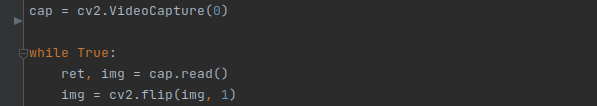 cap = cv2.VideoCapture(0)
while True:
    ret, img = cap.read()
    img = cv2.flip(img, 1)